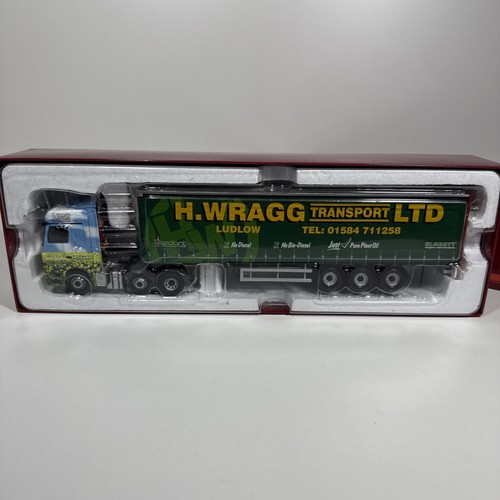 H.WRAGG TRANSPORT LTD
LUDLOW TEL: 01584 711258
No Diesel No Bio-Diesel Just Pure Plant Oil